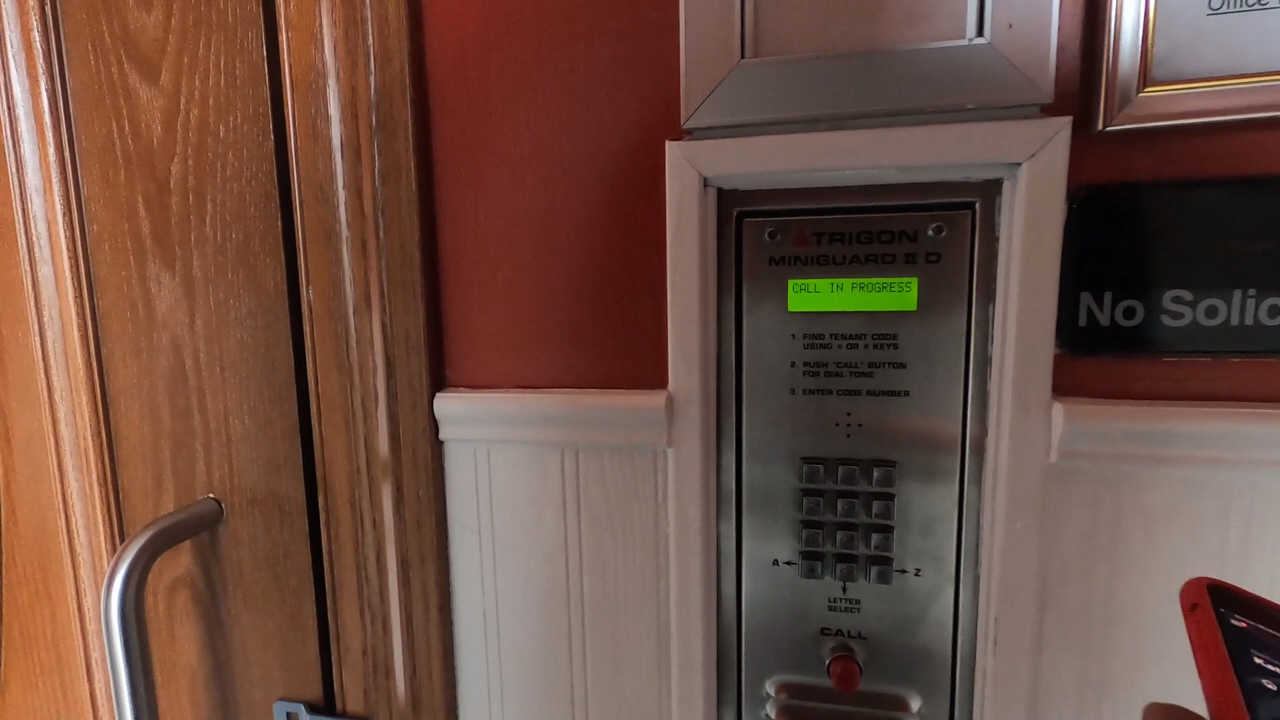 Office
TRIGON
MINIGUARD II D
CALL IN PROGRESS
No Solic
1. FIND TENANT CODE
USING * OR # KEYS
2. PUSH "CALL" BUTTON
FOR DIAL TONE
3. ENTER CODE NUMBER
A
Z
LETTER
SELECT
CALL